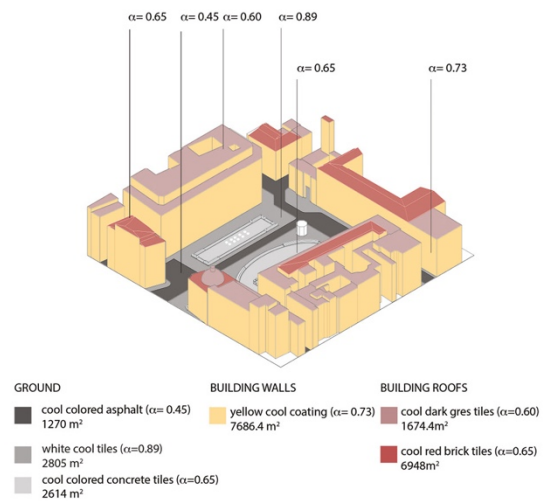 α= 0.65 α= 0.45 α= 0.60 α= 0.89
α= 0.65 α= 0.73
GROUND
cool colored asphalt (α= 0.45)
1270 m²
white cool tiles (α=0.89)
2805 m²
cool colored concrete tiles (α=0.65)
2614 m²
BUILDING WALLS
yellow cool coating (α= 0.73)
7686.4 m²
BUILDING ROOFS
cool dark gres tiles (α=0.60)
1674.4m²
cool red brick tiles (α=0.65)
6948m²